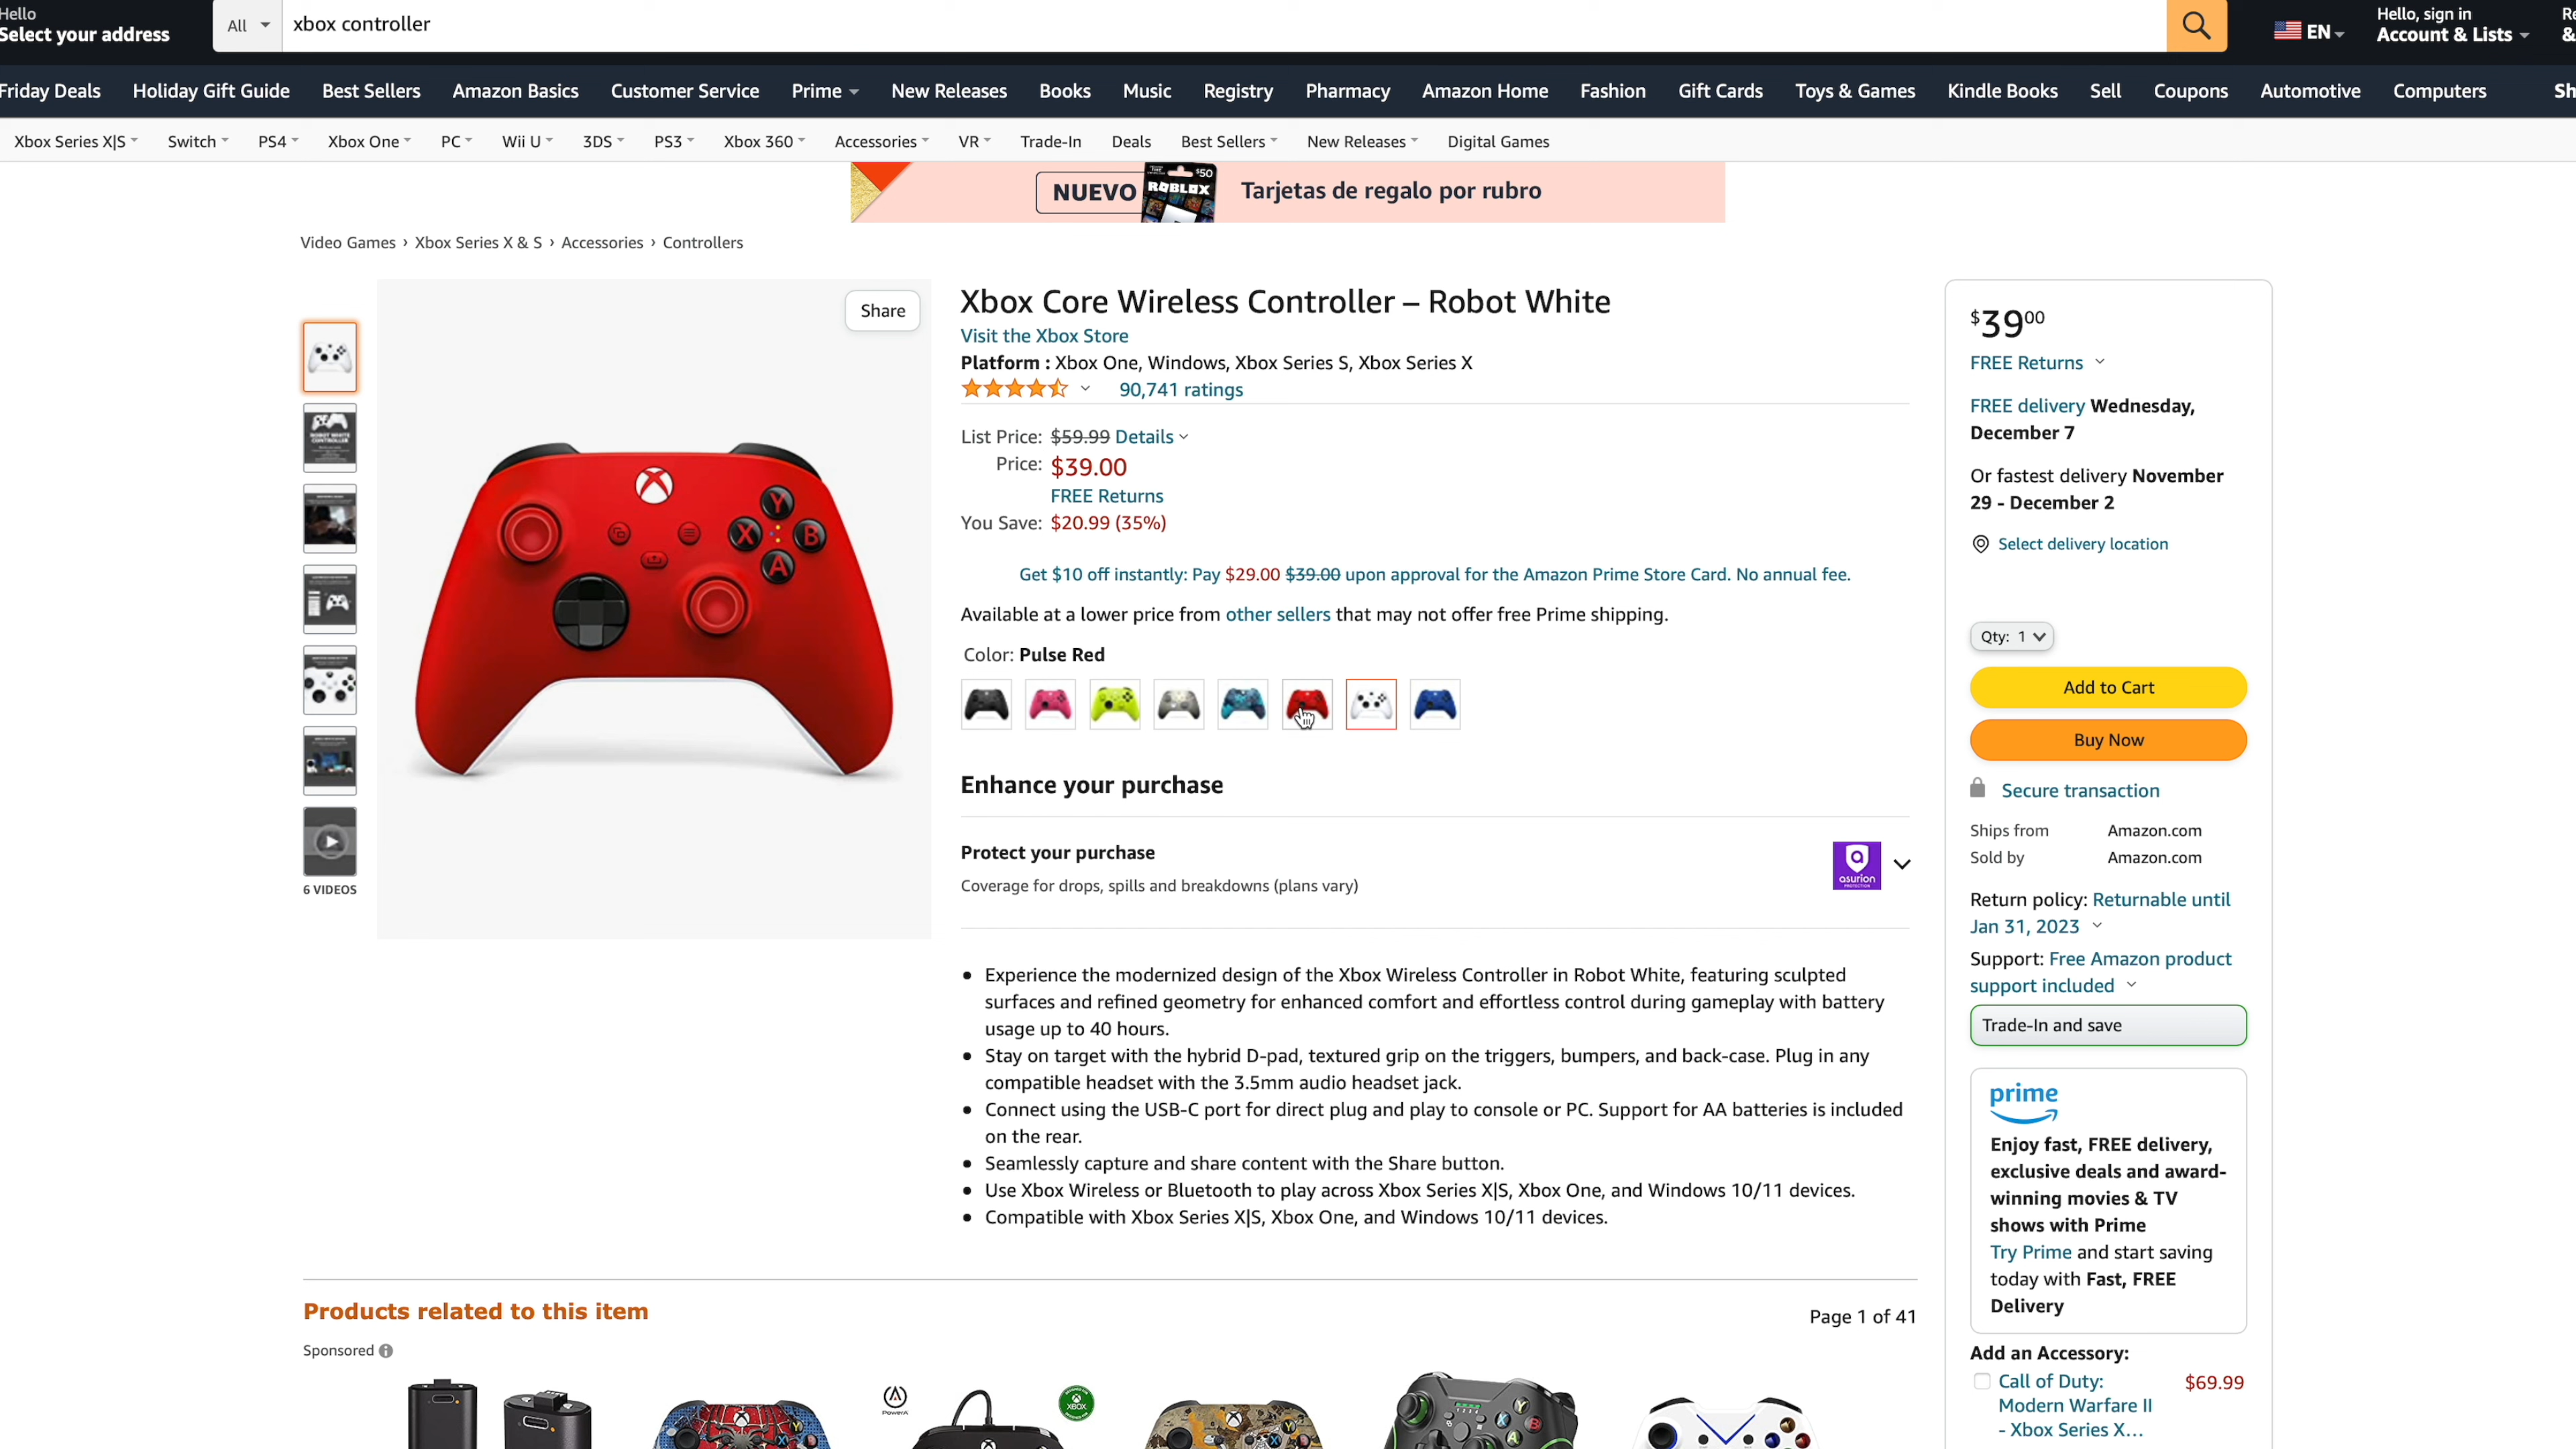 Hello
Select your address
All
xbox controller
EN
Hello, sign in
Account & Lists
Re
&
Friday Deals Holiday Gift Guide Best Sellers Amazon Basics Customer Service Prime New Releases Books Music Registry Pharmacy Amazon Home Fashion Gift Cards Toys & Games Kindle Books Sell Coupons Automotive Computers Sh
Xbox Series X|S Switch PS4 Xbox One PC Wii U 3DS PS3 Xbox 360 Accessories VR Trade-In Deals Best Sellers New Releases Digital Games
NUEVO
$50
ROBLOX
Tarjetas de regalo por rubro
Video Games › Xbox Series X & S › Accessories › Controllers
Share
6 VIDEOS
Y
X
B
A
Xbox Core Wireless Controller – Robot White
Visit the Xbox Store
Platform : Xbox One, Windows, Xbox Series S, Xbox Series X
90,741 ratings
List Price: $59.99 Details
Price: $39.00
FREE Returns
You Save: $20.99 (35%)
Get $10 off instantly: Pay $29.00 $39.00 upon approval for the Amazon Prime Store Card. No annual fee.
Available at a lower price from other sellers that may not offer free Prime shipping.
Color: Pulse Red
Enhance your purchase
Protect your purchase
Coverage for drops, spills and breakdowns (plans vary)
asurion
PROTECTION
• Experience the modernized design of the Xbox Wireless Controller in Robot White, featuring sculpted
surfaces and refined geometry for enhanced comfort and effortless control during gameplay with battery
usage up to 40 hours.
• Stay on target with the hybrid D-pad, textured grip on the triggers, bumpers, and back-case. Plug in any
compatible headset with the 3.5mm audio headset jack.
• Connect using the USB-C port for direct plug and play to console or PC. Support for AA batteries is included
on the rear.
• Seamlessly capture and share content with the Share button.
• Use Xbox Wireless or Bluetooth to play across Xbox Series X|S, Xbox One, and Windows 10/11 devices.
• Compatible with Xbox Series X|S, Xbox One, and Windows 10/11 devices.
$39.00
FREE Returns
FREE delivery Wednesday,
December 7
Or fastest delivery November
29 - December 2
Select delivery location
Qty: 1
Add to Cart
Buy Now
Secure transaction
Ships from Amazon.com
Sold by Amazon.com
Return policy: Returnable until
Jan 31, 2023
Support: Free Amazon product
support included
Trade-In and save
prime
Enjoy fast, FREE delivery,
exclusive deals and award-
winning movies & TV
shows with Prime
Try Prime and start saving
today with Fast, FREE
Delivery
Add an Accessory:
Call of Duty: $69.99
Modern Warfare II
- Xbox Series X...
Products related to this item
Page 1 of 41
Sponsored
POWERA
XBOX